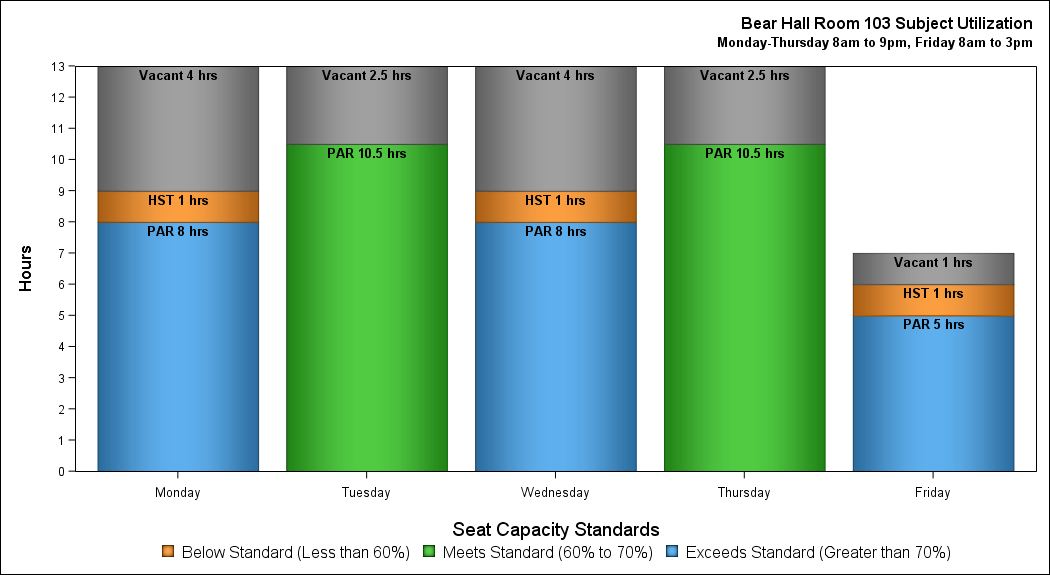 Bear Hall Room 103 Subject Utilization
Monday-Thursday 8am to 9pm, Friday 8am to 3pm
13
12
11
10
9
8
7
6
5
4
3
2
1
0
Hours
Vacant 4 hrs
HST 1 hrs
PAR 8 hrs
Vacant 2.5 hrs
PAR 10.5 hrs
Vacant 4 hrs
HST 1 hrs
PAR 8 hrs
Vacant 2.5 hrs
PAR 10.5 hrs
Vacant 1 hrs
HST 1 hrs
PAR 5 hrs
Monday Tuesday Wednesday Thursday Friday
Seat Capacity Standards
Below Standard (Less than 60%) Meets Standard (60% to 70%) Exceeds Standard (Greater than 70%)